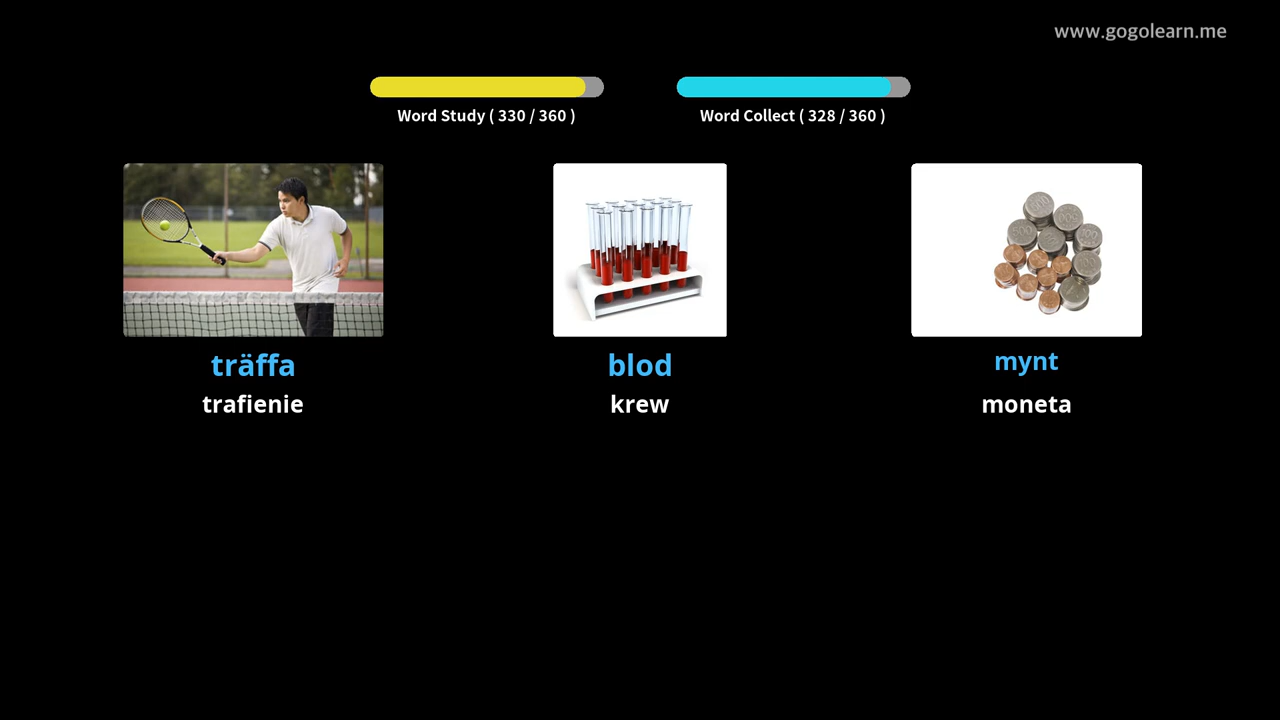 www.gogolearn.me
Word Study ( 330 / 360 )
Word Collect ( 328 / 360 )
träffa
blod
mynt
trafienie
krew
moneta